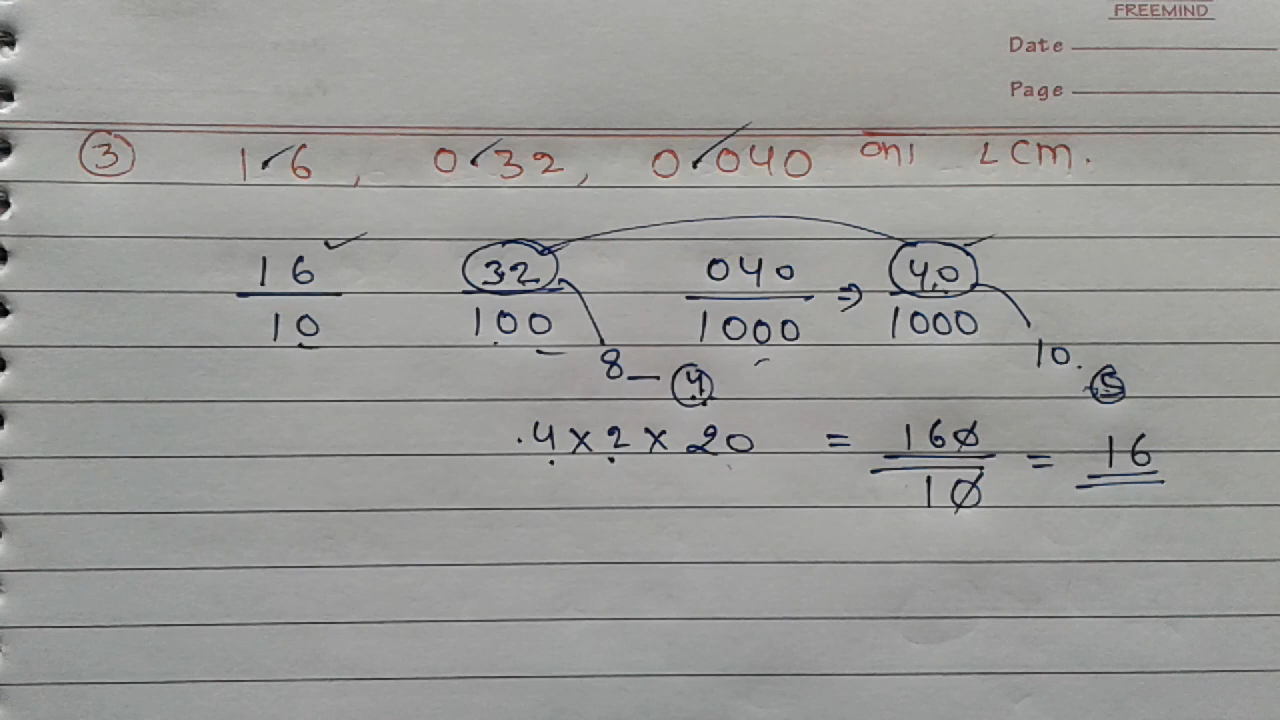 FREEMIND
Date
Page
③ 1.6, 0.32, 0.040 LCM.
16 32 040 ⇒ 40
10 100 1000 1000
8 — 4 10. 5
.4 × 2 × 20 = 160 = 16
10